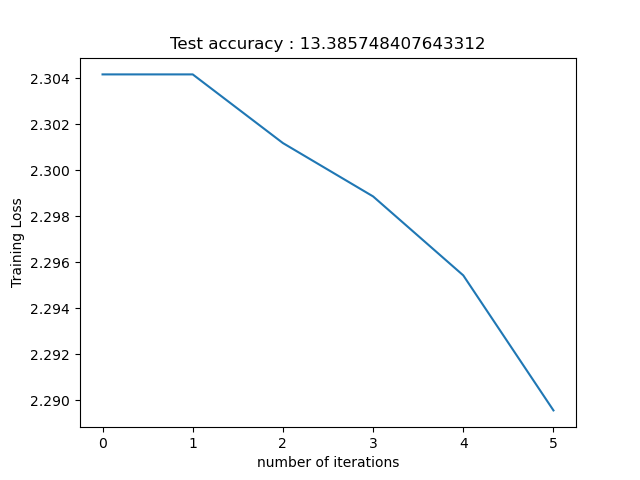 Test accuracy : 13.385748407643312
2.304
2.302
2.300
2.298
2.296
2.294
2.292
2.290
Training Loss
0 1 2 3 4 5
number of iterations